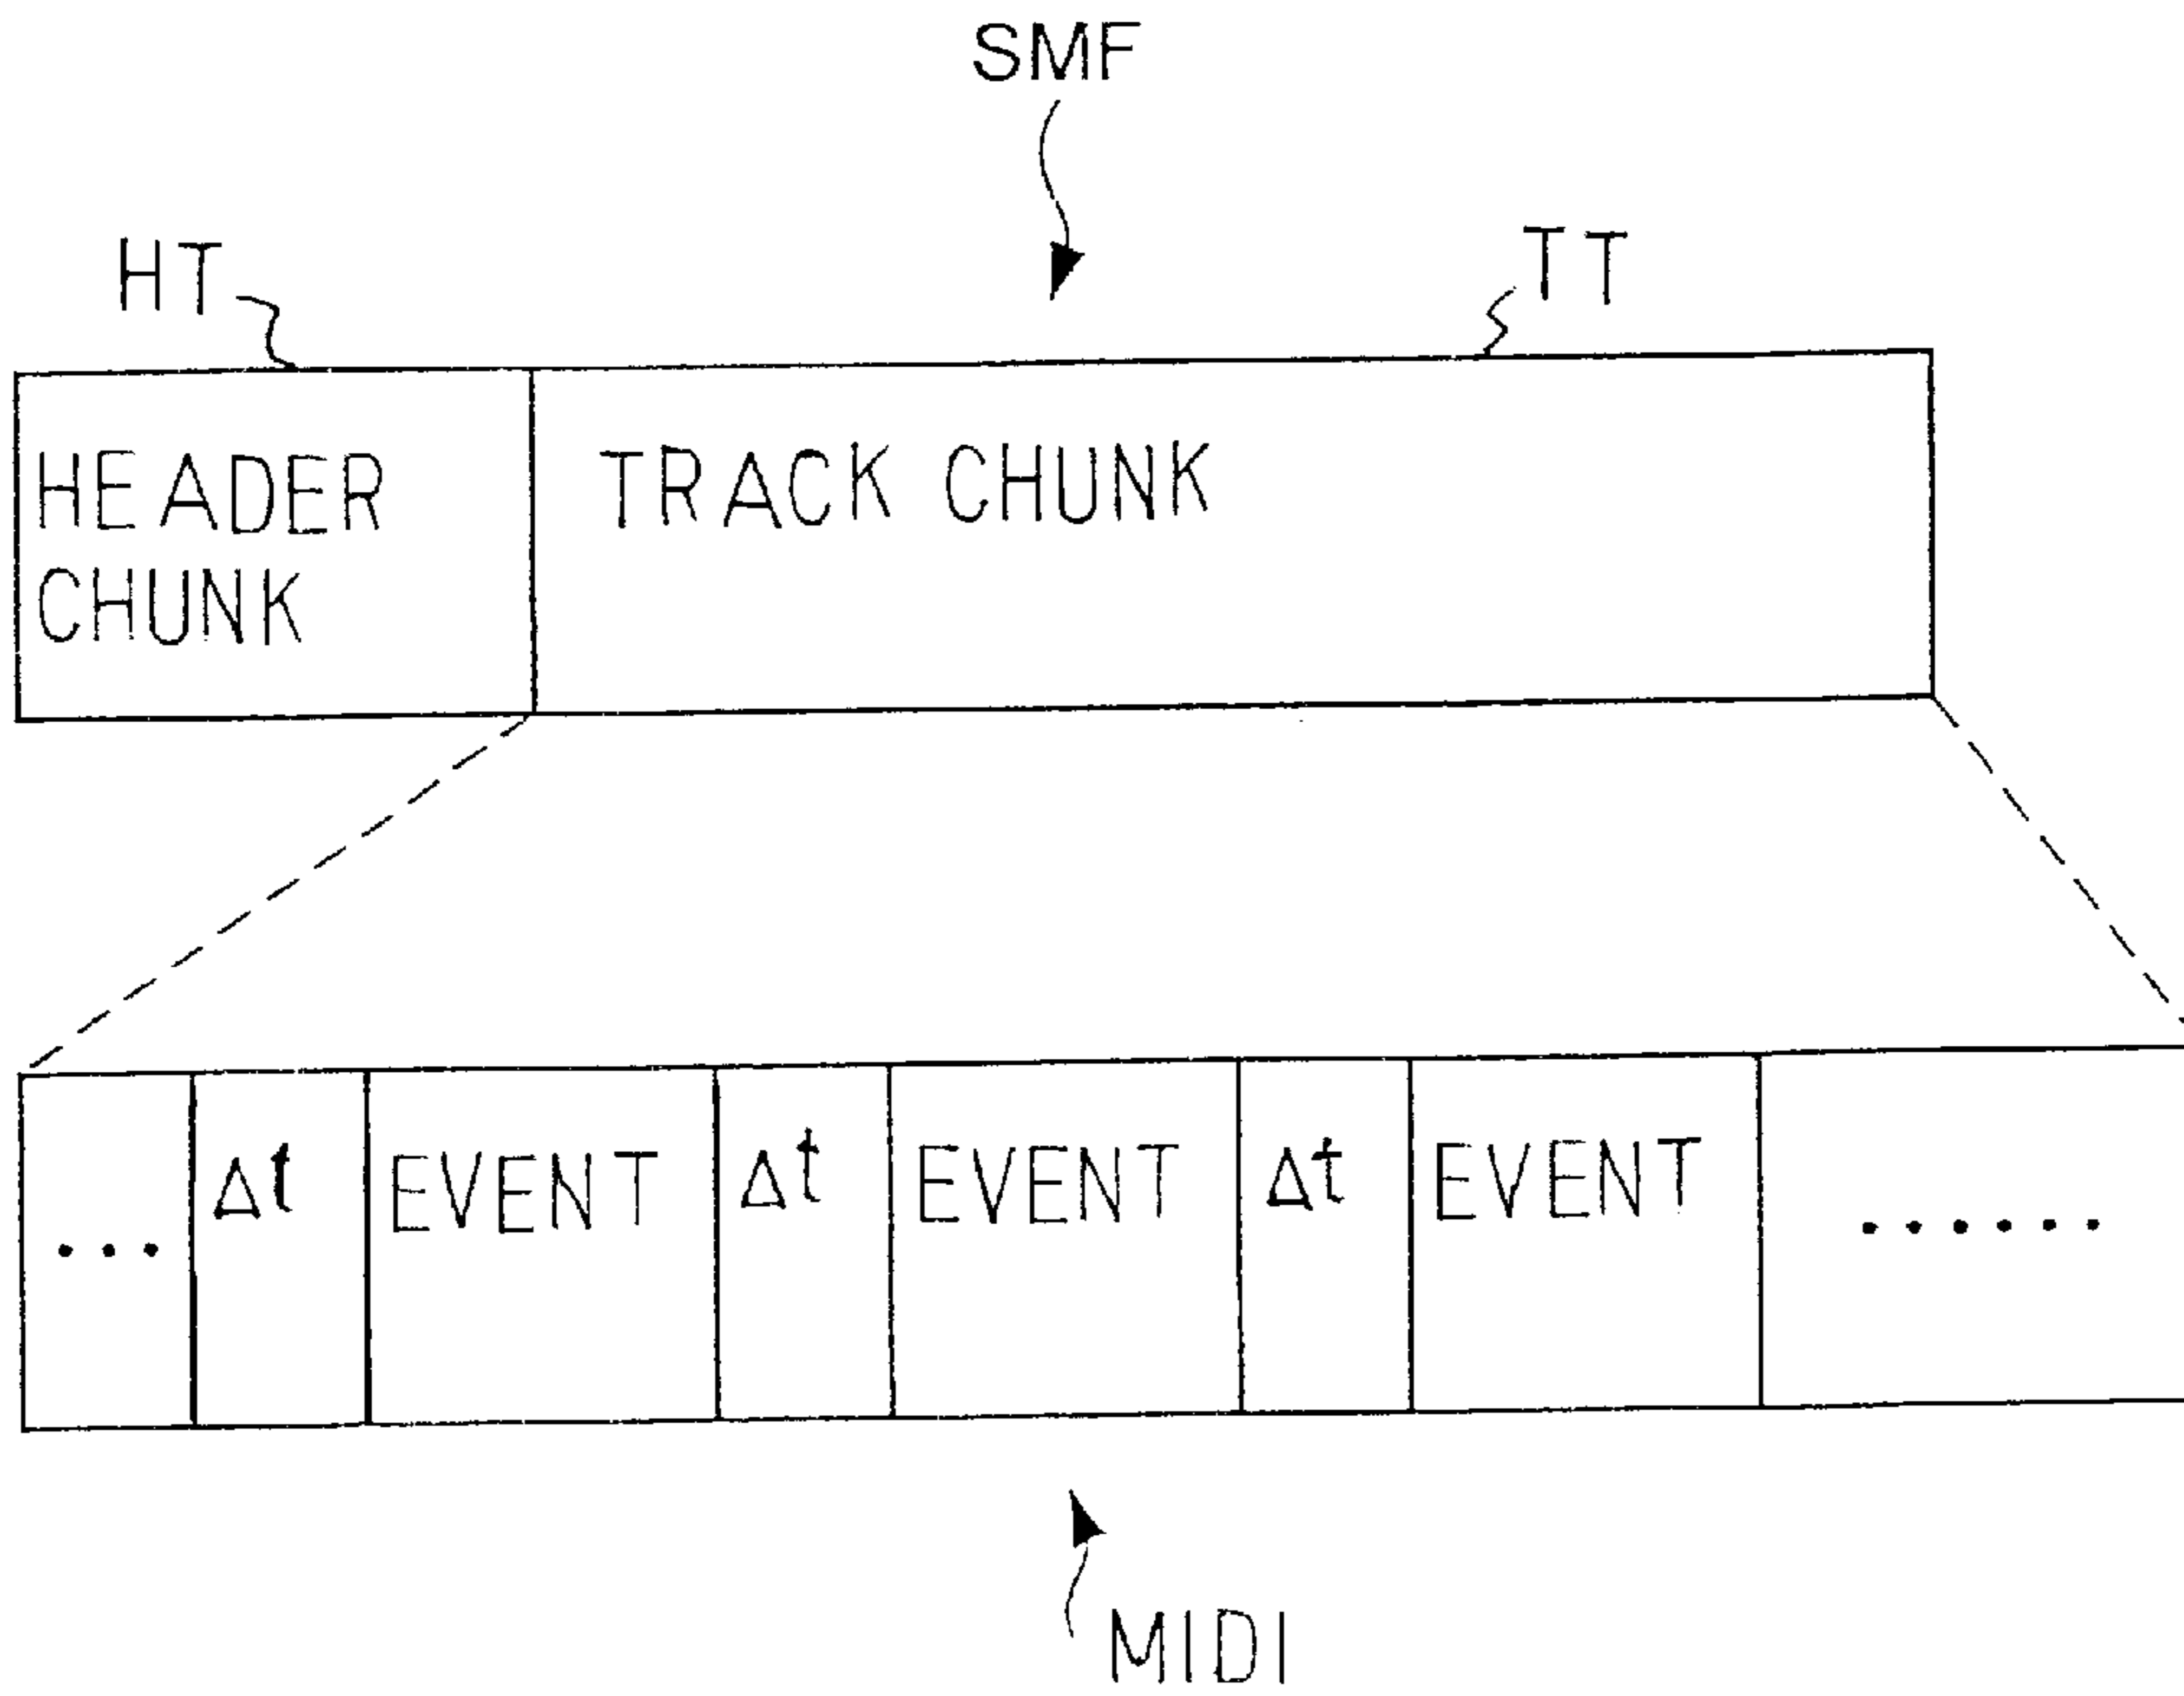 SMF
HT
TT
HEADER
CHUNK
TRACK CHUNK
... Δt EVENT Δt EVENT Δt EVENT ......
MIDI